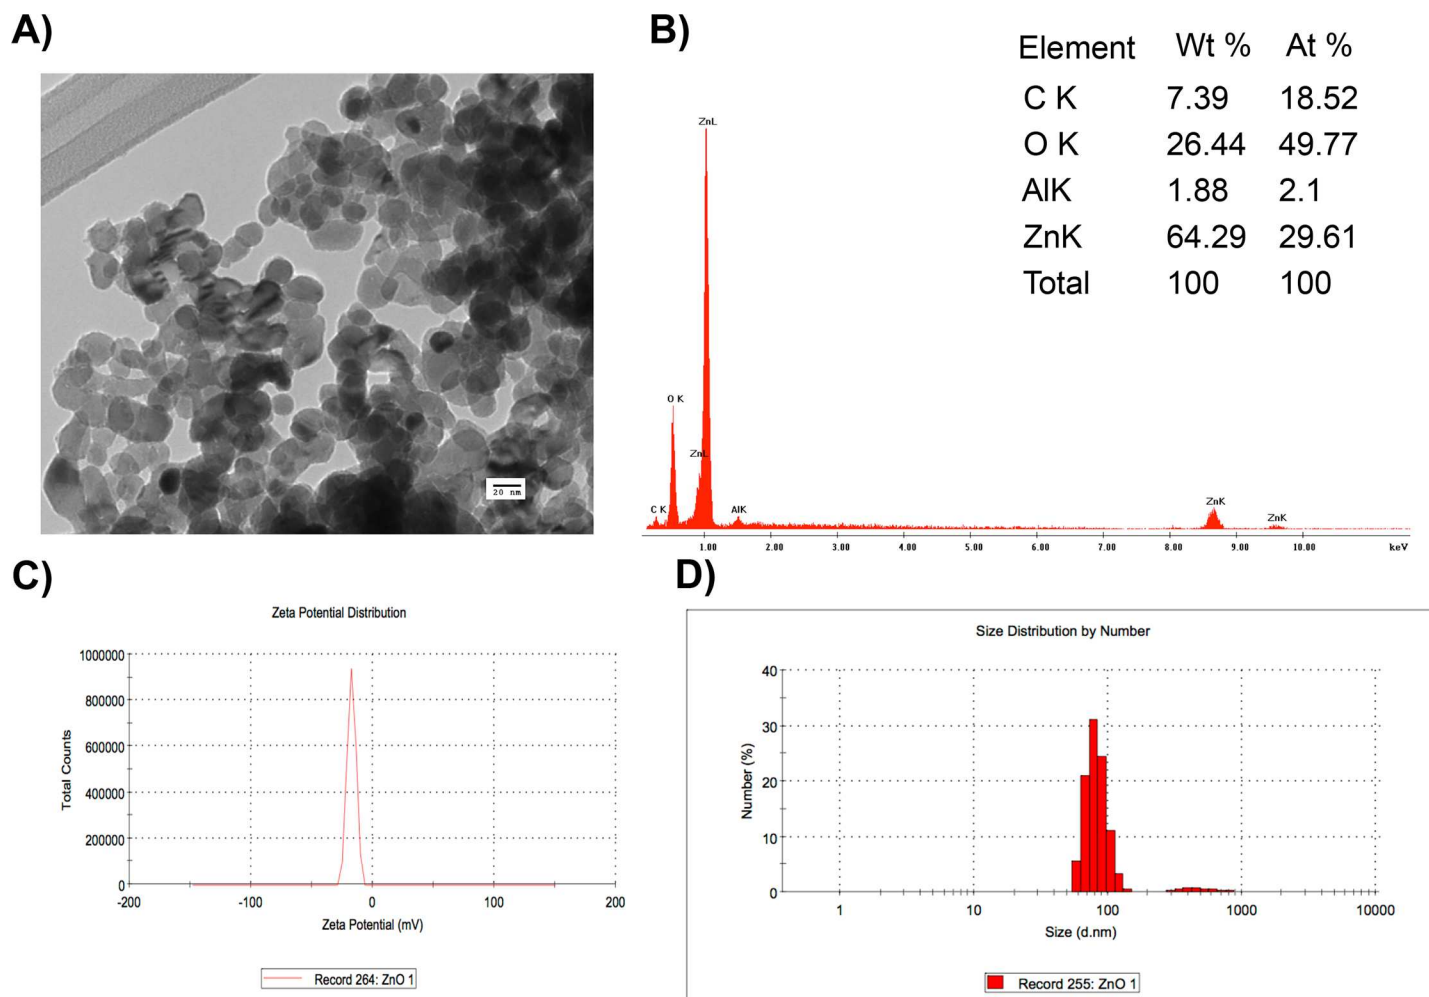 A)
20 nm
B)
Element Wt % At %
C K 7.39 18.52
O K 26.44 49.77
AlK 1.88 2.1
ZnK 64.29 29.61
Total 100 100
ZnL
O K
ZnL
C K
AlK
ZnK
ZnK
1.00 2.00 3.00 4.00 5.00 6.00 7.00 8.00 9.00 10.00 keV
C)
Zeta Potential Distribution
Total Counts
1000000
800000
600000
400000
200000
0
-200 -100 0 100 200
Zeta Potential (mV)
Record 264: ZnO 1
D)
Size Distribution by Number
Number (%)
40
30
20
10
0
1 10 100 1000 10000
Size (d.nm)
Record 255: ZnO 1